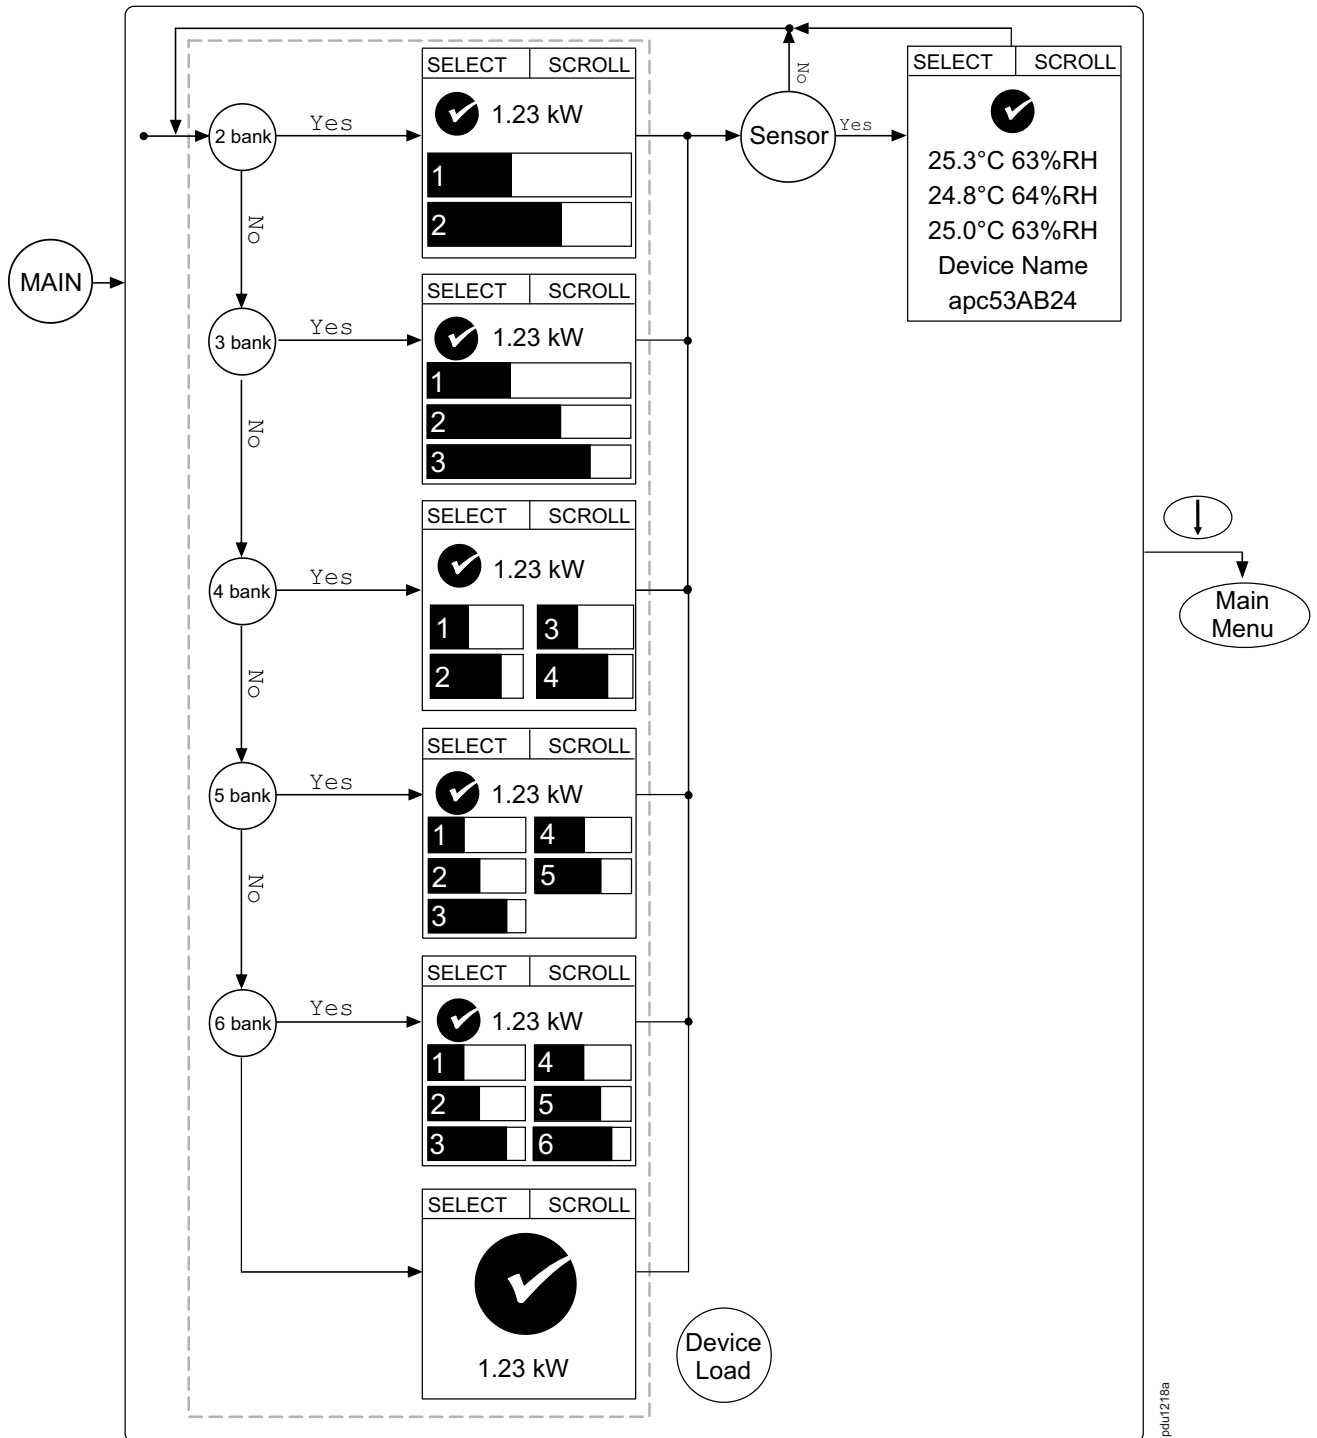 SELECT SCROLL
1.23 kW
1
2
2 bank
Yes
No
Sensor
No
Yes
SELECT SCROLL
25.3°C 63%RH
24.8°C 64%RH
25.0°C 63%RH
Device Name
apc53AB24
MAIN
3 bank
Yes
No
SELECT SCROLL
1.23 kW
1
2
3
4 bank
Yes
No
SELECT SCROLL
1.23 kW
1 3
2 4
Main
Menu
5 bank
Yes
No
SELECT SCROLL
1.23 kW
1 4
2 5
3
6 bank
Yes
SELECT SCROLL
1.23 kW
1 4
2 5
3 6
SELECT SCROLL
1.23 kW
Device
Load
pdu1218a